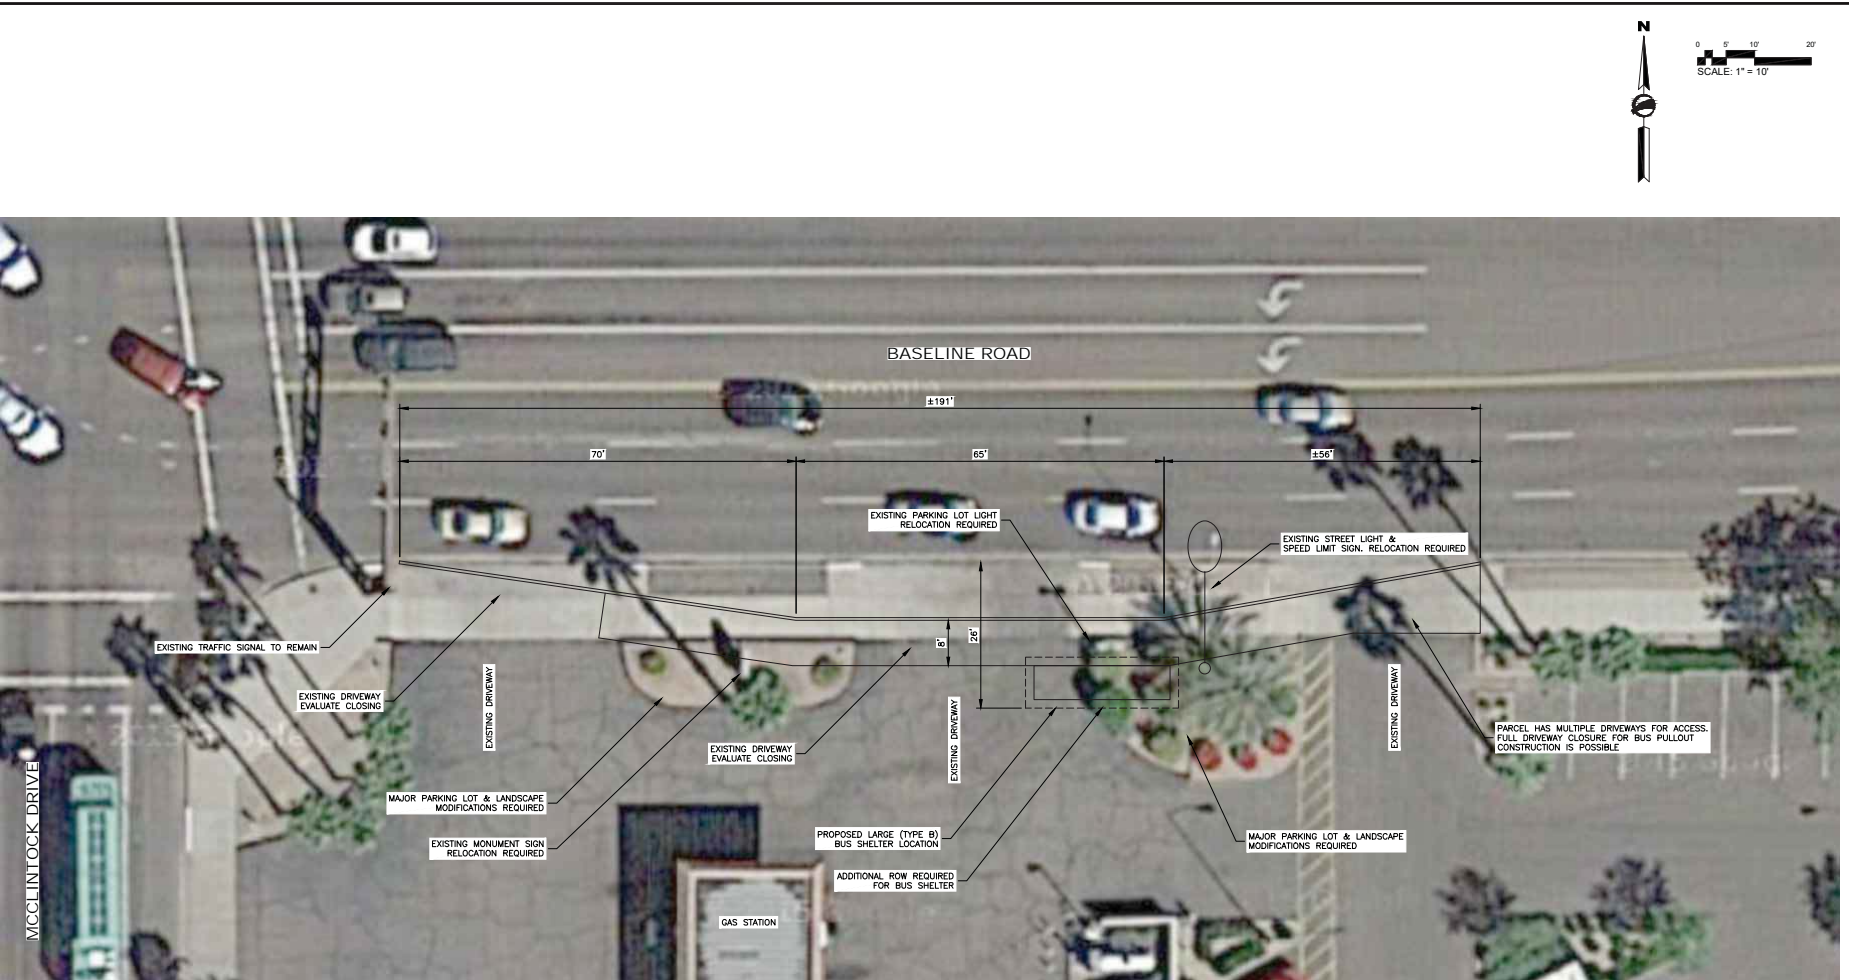 N
0 5' 10' 20'
SCALE: 1" = 10'
BASELINE ROAD
±191'
70'
65'
±56'
EXISTING PARKING LOT LIGHT
RELOCATION REQUIRED
EXISTING STREET LIGHT &
SPEED LIMIT SIGN. RELOCATION REQUIRED
8'
26'
EXISTING TRAFFIC SIGNAL TO REMAIN
EXISTING DRIVEWAY
EVALUATE CLOSING
EXISTING DRIVEWAY
EXISTING DRIVEWAY
EVALUATE CLOSING
EXISTING DRIVEWAY
EXISTING DRIVEWAY
PARCEL HAS MULTIPLE DRIVEWAYS FOR ACCESS.
FULL DRIVEWAY CLOSURE FOR BUS PULLOUT
CONSTRUCTION IS POSSIBLE
MAJOR PARKING LOT & LANDSCAPE
MODIFICATIONS REQUIRED
EXISTING MONUMENT SIGN
RELOCATION REQUIRED
PROPOSED LARGE (TYPE B)
BUS SHELTER LOCATION
MAJOR PARKING LOT & LANDSCAPE
MODIFICATIONS REQUIRED
ADDITIONAL ROW REQUIRED
FOR BUS SHELTER
GAS STATION
MCCLINTOCK DRIVE